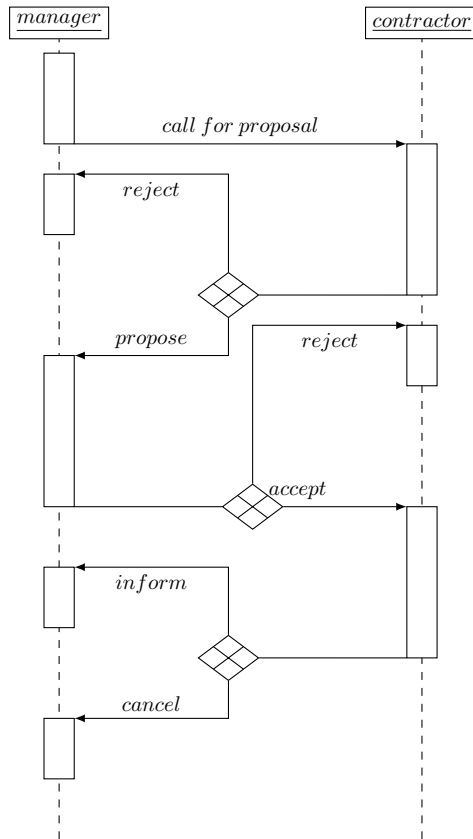 manager
contractor
call for proposal
reject
propose
reject
accept
inform
cancel